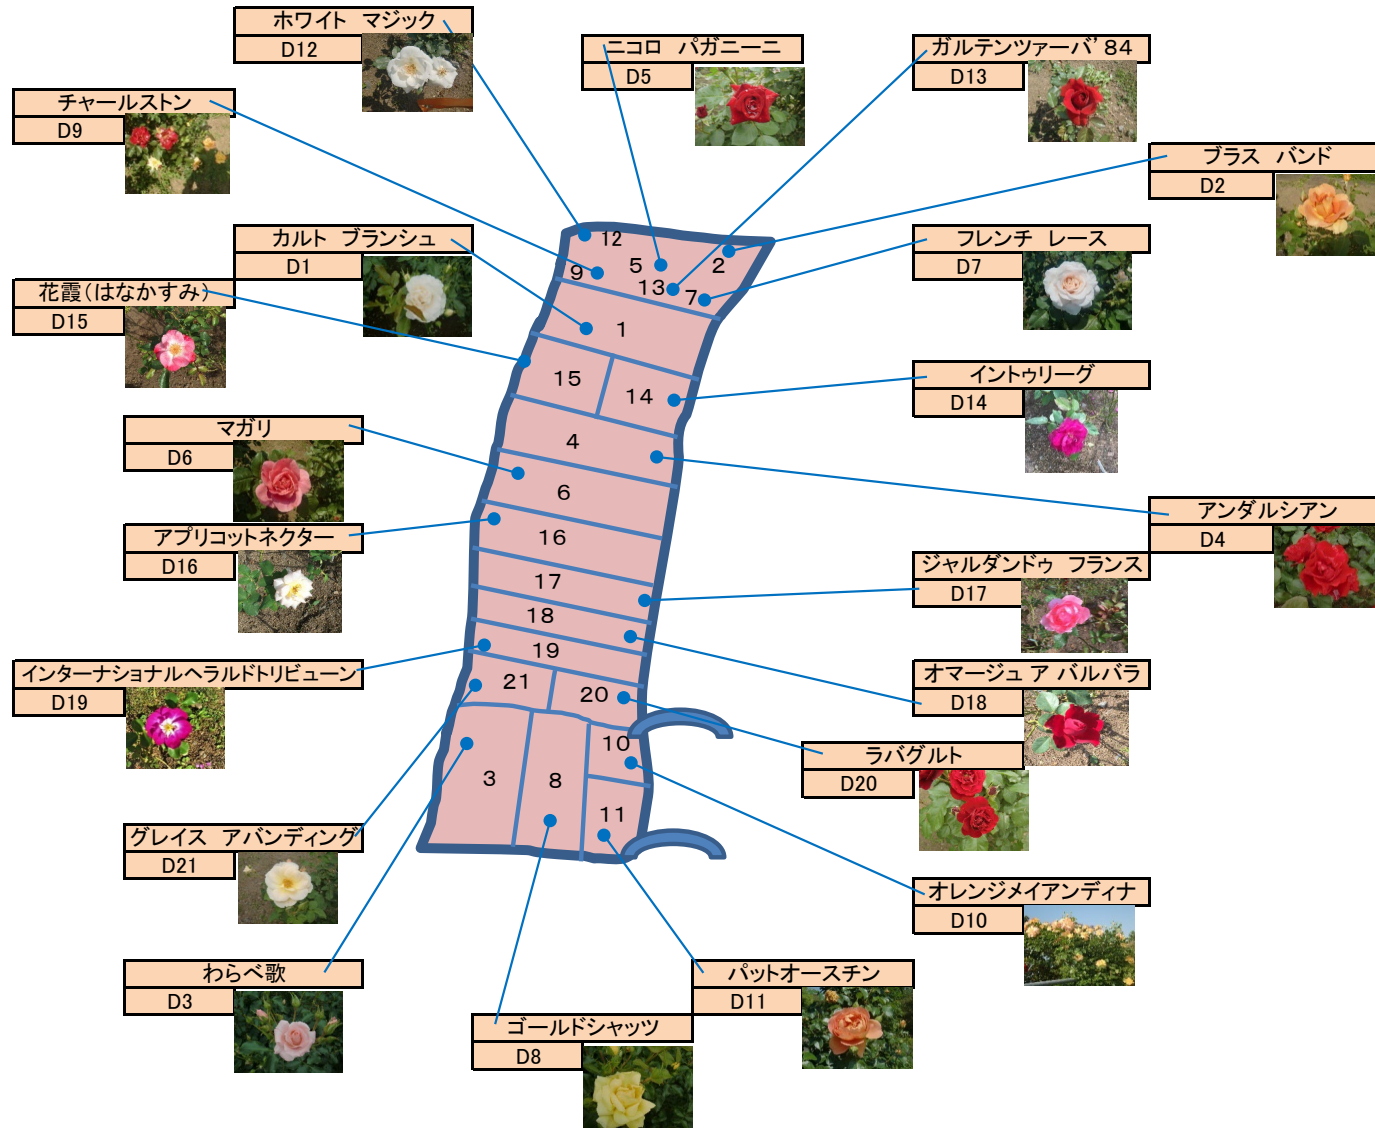 ホワイト マジック
D12
ニコロ パガニーニ
D5
ガルテンツァーバ’84
D13
チャールストン
D9
ブラス バンド
D2
カルト ブランシュ
D1
フレンチ レース
D7
花霞(はなかすみ)
D15
イントゥリーグ
D14
マガリ
D6
アンダルシアン
D4
アプリコットネクター
D16
ジャルダンドゥ フランス
D17
インターナショナルヘラルドトリビューン
D19
オマージュ ア バルバラ
D18
ラバグルト
D20
グレイス アバンディング
D21
オレンジメイアンディナ
D10
わらべ歌
D3
パットオースチン
D11
ゴールドシャッツ
D8
12
5
2
9
13
7
1
15
14
4
6
16
17
18
19
21
20
10
3
8
11